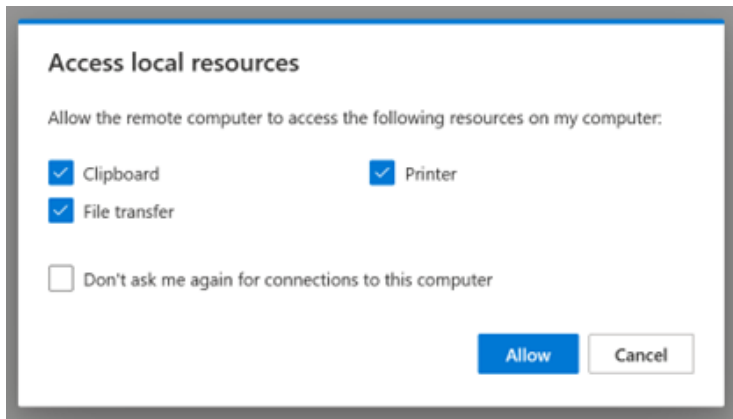 Access local resources
Allow the remote computer to access the following resources on my computer:
Clipboard
Printer
File transfer
Don't ask me again for connections to this computer
Allow
Cancel